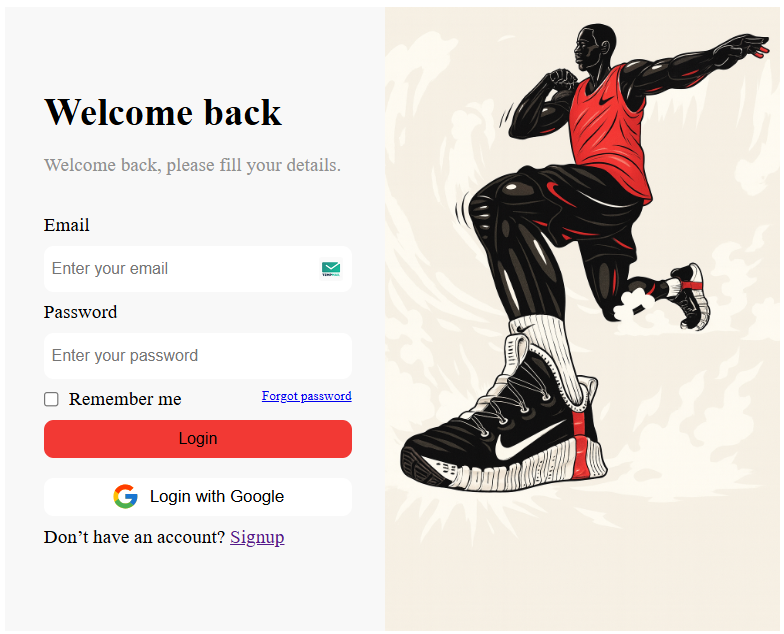 Welcome back
Welcome back, please fill your details.
Email
Enter your email
Password
Enter your password
Remember me
Forgot password
Login
Login with Google
Don’t have an account? Signup